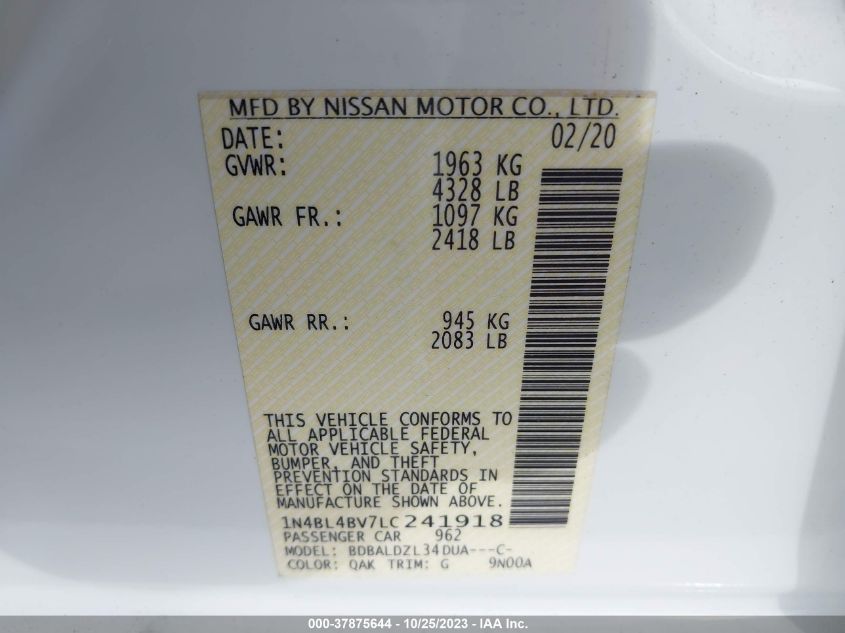 MFD BY NISSAN MOTOR CO., LTD.
DATE: 02/20
GVWR: 1963 KG
4328 LB
GAWR FR.: 1097 KG
2418 LB
GAWR RR.: 945 KG
2083 LB
THIS VEHICLE CONFORMS TO
ALL APPLICABLE FEDERAL
MOTOR VEHICLE SAFETY,
BUMPER, AND THEFT
PREVENTION STANDARDS IN
EFFECT ON THE DATE OF
MANUFACTURE SHOWN ABOVE.
1N4BL4BV7LC241918
PASSENGER CAR 962
MODEL: BDBALDZL34DUA---C-
COLOR: QAK TRIM: G 9N00A
000-37875644 - 10/25/2023 - IAA Inc.